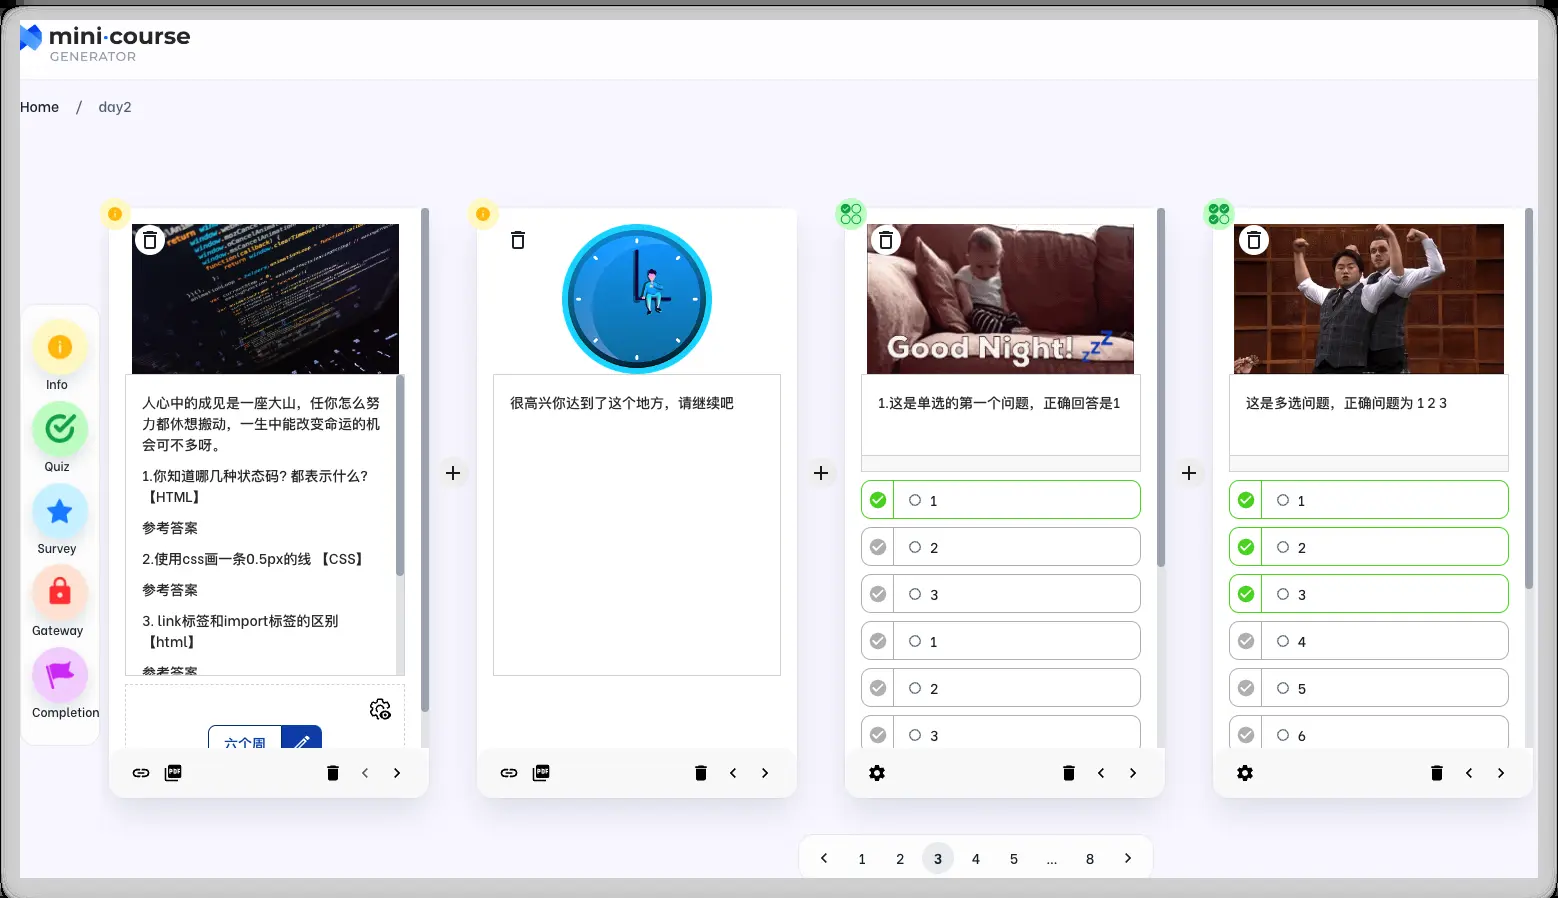 mini·course
GENERATOR
Home / day2
Info
Quiz
Survey
Gateway
Completion
人心中的成见是一座大山，任你怎么努
力都休想搬动，一生中能改变命运的机
会可不多呀。
1.你知道哪几种状态码? 都表示什么?
【HTML】
参考答案
2.使用css画一条0.5px的线 【CSS】
参考答案
3. link标签和import标签的区别
【html】
参考答案
六个周
PDF
很高兴你达到了这个地方，请继续吧
PDF
Good Night! zzz
1.这是单选的第一个问题，正确回答是1
1
2
3
1
2
3
这是多选问题，正确问题为 1 2 3
1
2
3
4
5
6
1 2 3 4 5 ... 8